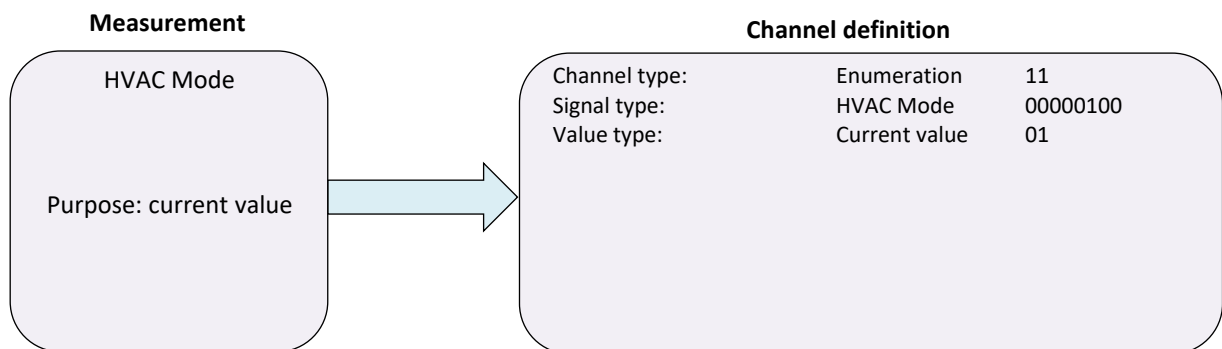 Measurement
HVAC Mode
Purpose: current value
Channel definition
Channel type: Enumeration 11
Signal type: HVAC Mode 00000100
Value type: Current value 01